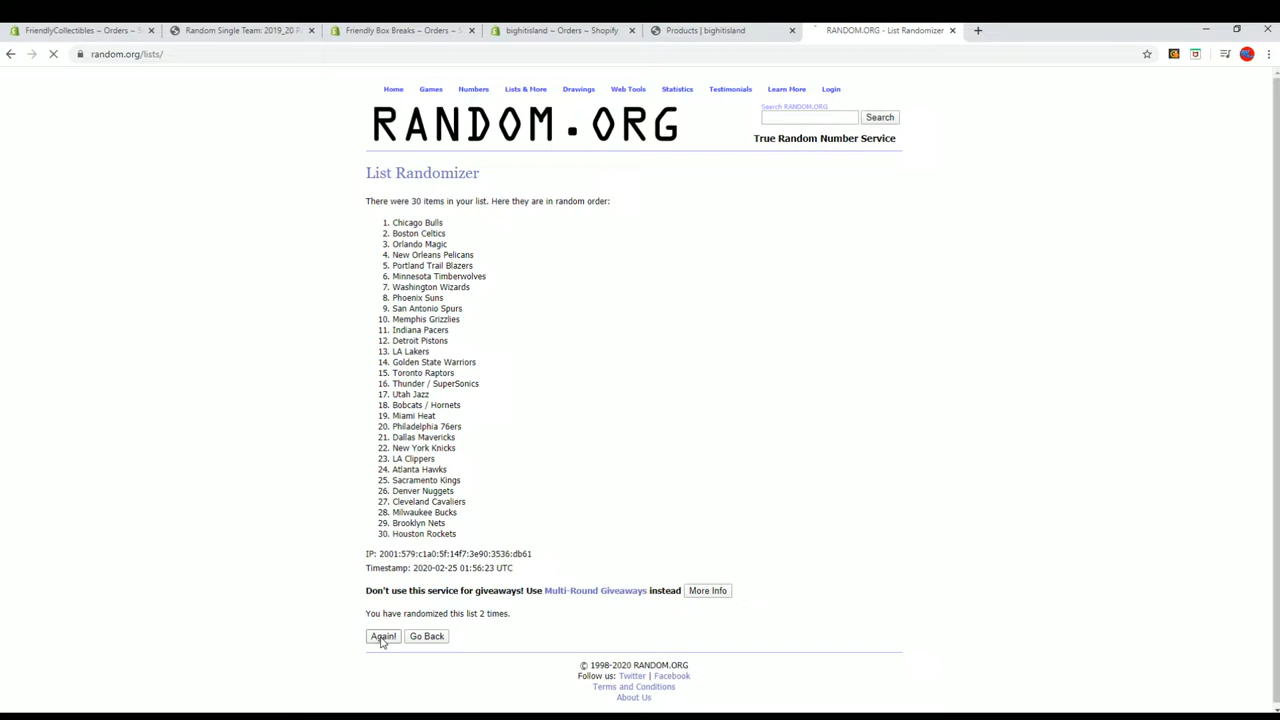 FriendlyCollectibles – Orders – S
Random Single Team: 2019_20 P
Friendly Box Breaks – Orders – S
bighitisland – Orders – Shopify
Products | bighitisland
RANDOM.ORG - List Randomizer
random.org/lists/
Home Games Numbers Lists & More Drawings Web Tools Statistics Testimonials Learn More Login
RANDOM.ORG
Search RANDOM.ORG
Search
True Random Number Service
List Randomizer
There were 30 items in your list. Here they are in random order:
1. Chicago Bulls
2. Boston Celtics
3. Orlando Magic
4. New Orleans Pelicans
5. Portland Trail Blazers
6. Minnesota Timberwolves
7. Washington Wizards
8. Phoenix Suns
9. San Antonio Spurs
10. Memphis Grizzlies
11. Indiana Pacers
12. Detroit Pistons
13. LA Lakers
14. Golden State Warriors
15. Toronto Raptors
16. Thunder / SuperSonics
17. Utah Jazz
18. Bobcats / Hornets
19. Miami Heat
20. Philadelphia 76ers
21. Dallas Mavericks
22. New York Knicks
23. LA Clippers
24. Atlanta Hawks
25. Sacramento Kings
26. Denver Nuggets
27. Cleveland Cavaliers
28. Milwaukee Bucks
29. Brooklyn Nets
30. Houston Rockets
IP: 2001:579:c1a0:5f:14f7:3e90:3536:db61
Timestamp: 2020-02-25 01:56:23 UTC
Don't use this service for giveaways! Use Multi-Round Giveaways instead More Info
You have randomized this list 2 times.
Again! Go Back
© 1998-2020 RANDOM.ORG
Follow us: Twitter | Facebook
Terms and Conditions
About Us